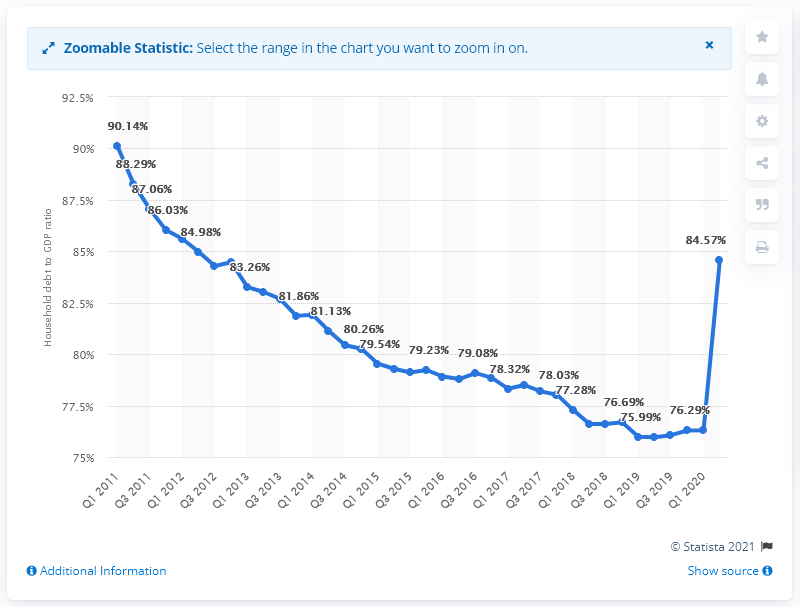 Zoomable Statistic: Select the range in the chart you want to zoom in on.
×
92.5%
90%
87.5%
85%
82.5%
80%
77.5%
75%
Household debt to GDP ratio
90.14%
88.29%
87.06%
86.03%
84.98%
83.26%
81.86%
81.13%
80.26%
79.54%
79.23%
79.08%
78.32%
78.03%
77.28%
76.69%
75.99%
76.29%
84.57%
Q1 2011
Q3 2011
Q1 2012
Q3 2012
Q1 2013
Q3 2013
Q1 2014
Q3 2014
Q1 2015
Q3 2015
Q1 2016
Q3 2016
Q1 2017
Q3 2017
Q1 2018
Q3 2018
Q1 2019
Q3 2019
Q1 2020
© Statista 2021
Additional Information
Show source